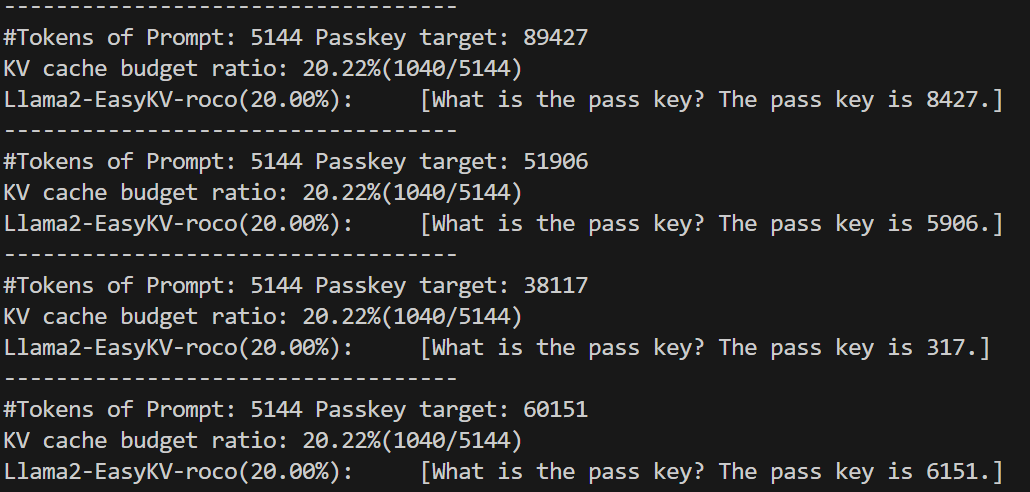 -----------------------------------
#Tokens of Prompt: 5144 Passkey target: 89427
KV cache budget ratio: 20.22%(1040/5144)
Llama2-EasyKV-roco(20.00%):     [What is the pass key? The pass key is 8427.]
-----------------------------------
#Tokens of Prompt: 5144 Passkey target: 51906
KV cache budget ratio: 20.22%(1040/5144)
Llama2-EasyKV-roco(20.00%):     [What is the pass key? The pass key is 5906.]
-----------------------------------
#Tokens of Prompt: 5144 Passkey target: 38117
KV cache budget ratio: 20.22%(1040/5144)
Llama2-EasyKV-roco(20.00%):     [What is the pass key? The pass key is 317.]
-----------------------------------
#Tokens of Prompt: 5144 Passkey target: 60151
KV cache budget ratio: 20.22%(1040/5144)
Llama2-EasyKV-roco(20.00%):     [What is the pass key? The pass key is 6151.]